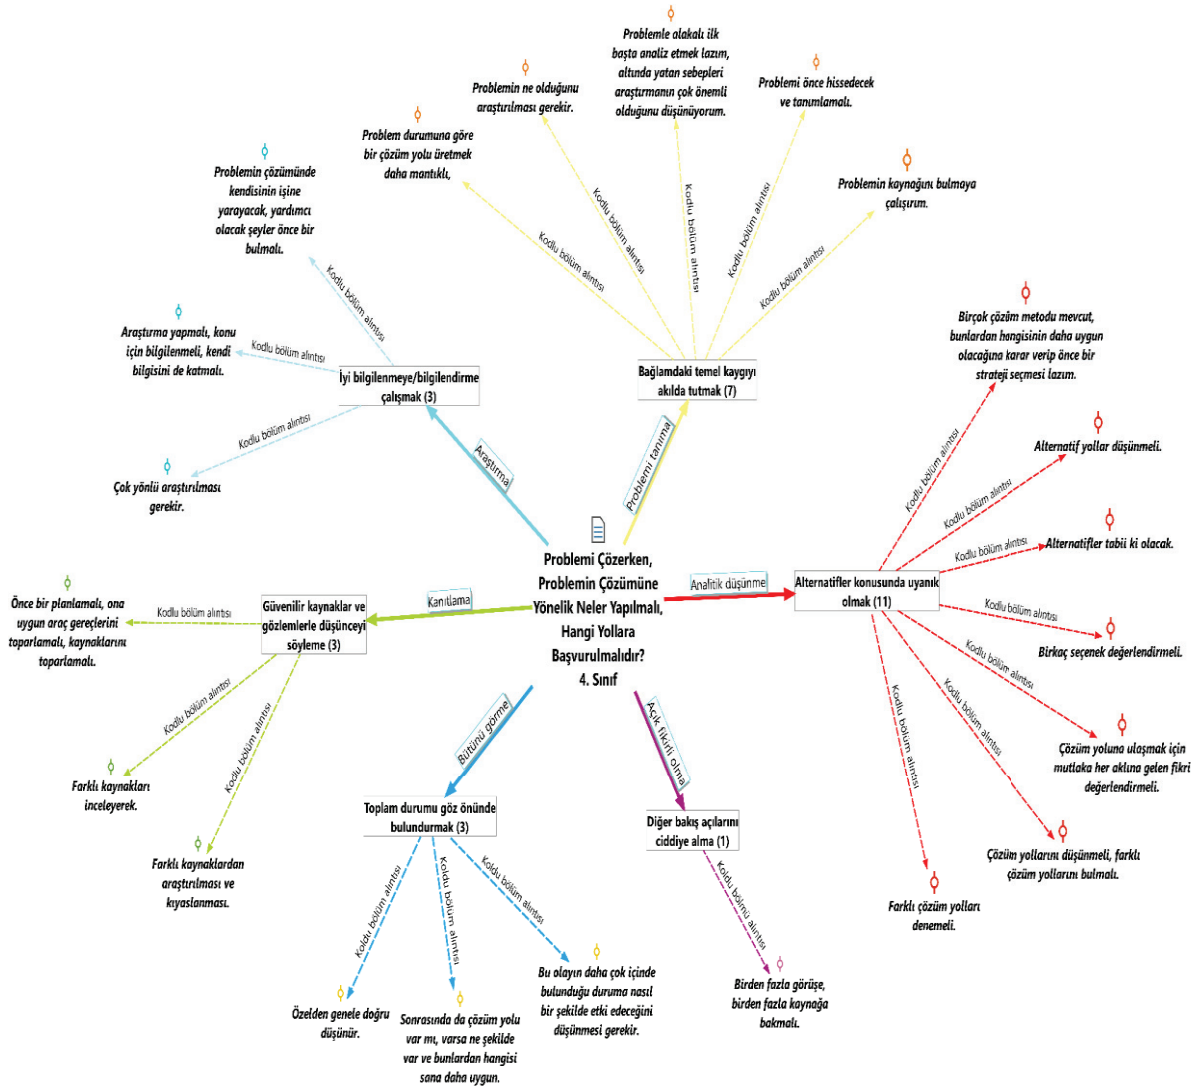 Problemle alakalı ilk
başta analiz etmek lazım,
altında yatan sebepleri
araştırmanın çok önemli
olduğunu düşünüyorum.
Problemin ne olduğunu
araştırılması gerekir.
Problemi önce hissedecek
ve tanımlamalı.
Problem durumuna göre
bir çözüm yolu üretmek
daha mantıklı,
Problemin kaynağını bulmaya
çalışırım.
Problemin çözümünde
kendisinin işine
yarayacak, yardımcı
olacak şeyler önce bir
bulmalı.
Kodlu bölüm alıntısı
Kodlu bölüm alıntısı
Kodlu bölüm alıntısı
Kodlu bölüm alıntısı
Kodlu bölüm alıntısı
Kodlu bölüm alıntısı
Araştırma yapmalı, konu
için bilgilenmeli, kendi
bilgisini de katmalı.
Kodlu bölüm alıntısı
İyi bilgilenmeye/bilgilendirme
çalışmak (3)
Kodlu bölüm alıntısı
Çok yönlü araştırılması
gerekir.
Araştırma
Bağlamdaki temel kaygıyı
akılda tutmak (7)
Problemi tanıma
Birçok çözüm metodu mevcut,
bunlardan hangisinin daha uygun
olacağına karar verip önce bir
strateji seçmesi lazım.
Kodlu bölüm alıntısı
Alternatif yollar düşünmeli.
Kodlu bölüm alıntısı
Alternatifler tabii ki olacak.
Kodlu bölüm alıntısı
Problemi Çözerken,
Problemin Çözümüne
Yönelik Neler Yapılmalı,
Hangi Yollara
Başvurulmalıdır?
4. Sınıf
Analitik düşünme
Alternatifler konusunda uyanık
olmak (11)
Kodlu bölüm alıntısı
Birkaç seçenek değerlendirmeli.
Kodlu bölüm alıntısı
Çözüm yoluna ulaşmak için
mutlaka her aklına gelen fikri
değerlendirmeli.
Kodlu bölüm alıntısı
Çözüm yollarını düşünmeli, farklı
çözüm yollarını bulmalı.
Kodlu bölüm alıntısı
Farklı çözüm yolları
denemeli.
Kanıtlama
Güvenilir kaynaklar ve
gözlemlerle düşünceyi
söyleme (3)
Kodlu bölüm alıntısı
Önce bir planlamalı, ona
uygun araç gereçlerini
toparlamalı, kaynaklarını
toparlamalı.
Kodlu bölüm alıntısı
Farklı kaynakları
inceleyerek.
Kodlu bölüm alıntısı
Farklı kaynaklardan
araştırılması ve
kıyaslanması.
Bütünü görme
Toplam durumu göz önünde
bulundurmak (3)
Koldu bölüm alıntısı
Özelden genele doğru
düşünür.
Koldu bölüm alıntısı
Sonrasında da çözüm yolu
var mı, varsa ne şekilde
var ve bunlardan hangisi
sana daha uygun.
Koldu bölüm alıntısı
Bu olayın daha çok içinde
bulunduğu duruma nasıl
bir şekilde etki edeceğini
düşünmesi gerekir.
Açık fikirli olma
Diğer bakış açılarını
ciddiye alma (1)
Koldu bölmü alıntısı
Birden fazla görüşe,
birden fazla kaynağa
bakmalı.